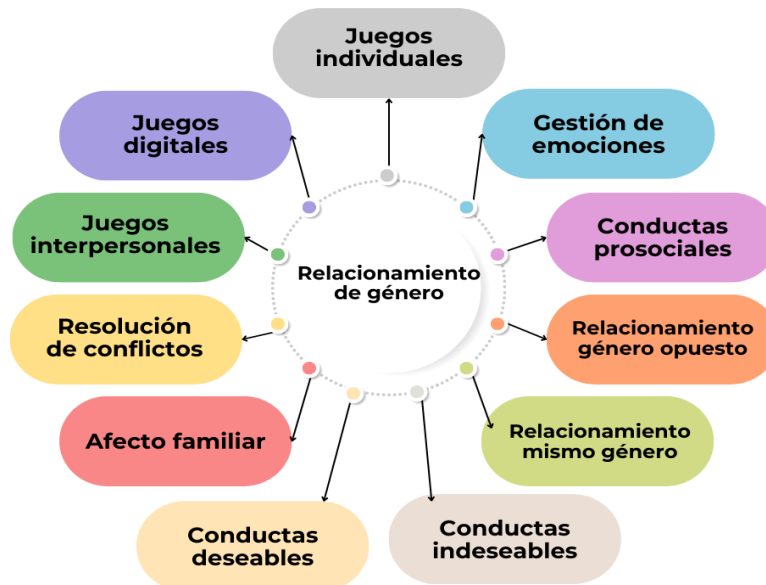 Juegos
individuales
Gestión de
emociones
Conductas
prosociales
Relacionamiento
género opuesto
Relacionamiento
mismo género
Conductas
indeseables
Conductas
deseables
Afecto familiar
Resolución
de conflictos
Juegos
interpersonales
Juegos
digitales
Relacionamiento
de género